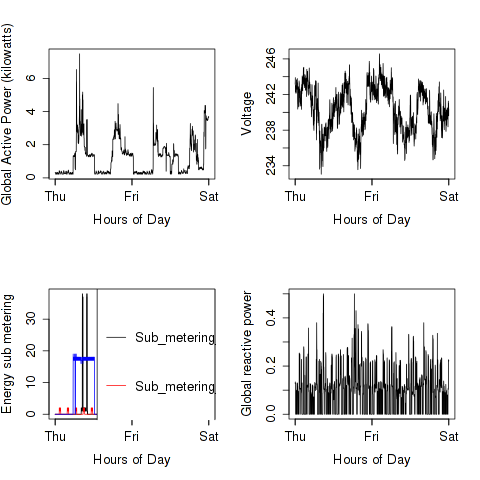 Global Active Power (kilowatts)
0 2 4 6
Thu Fri Sat
Hours of Day
Voltage
234 238 242 246
Thu Fri Sat
Hours of Day
Energy sub metering
0 10 20 30
Sub_metering_
Sub_metering_
Thu Fri Sat
Hours of Day
Global reactive power
0.0 0.2 0.4
Thu Fri Sat
Hours of Day